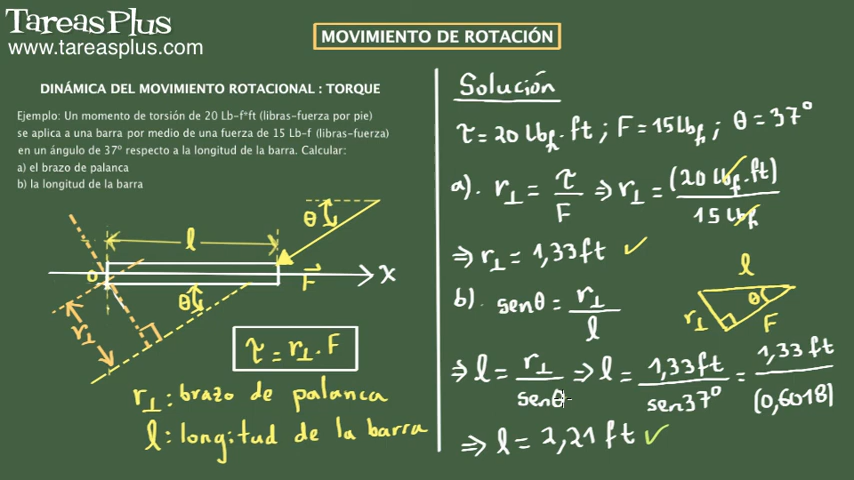 TareasPlus
www.tareasplus.com
MOVIMIENTO DE ROTACIÓN
DINÁMICA DEL MOVIMIENTO ROTACIONAL : TORQUE
Ejemplo: Un momento de torsión de 20 Lb-f*ft (libras-fuerza por pie)
se aplica a una barra por medio de una fuerza de 15 Lb-f (libras-fuerza)
en un ángulo de 37º respecto a la longitud de la barra. Calcular:
a) el brazo de palanca
b) la longitud de la barra
θ
l
O
F⃗
X
θ
r⊥
τ = r⊥ · F
r⊥: brazo de palanca
l: longitud de la barra
Solución
τ = 20 lbf·ft ; F = 15 lbf ; θ = 37º
a). r⊥ = τ/F ⇒ r⊥ = (20 lbf·ft)/15 lbf
⇒ r⊥ = 1,33 ft ✓
b). senθ = r⊥/l
l
θ
r⊥
F
⇒ l = r⊥/senθ ⇒ l = 1,33 ft/sen37º = 1,33 ft/(0,6018)
⇒ l = 2,21 ft ✓